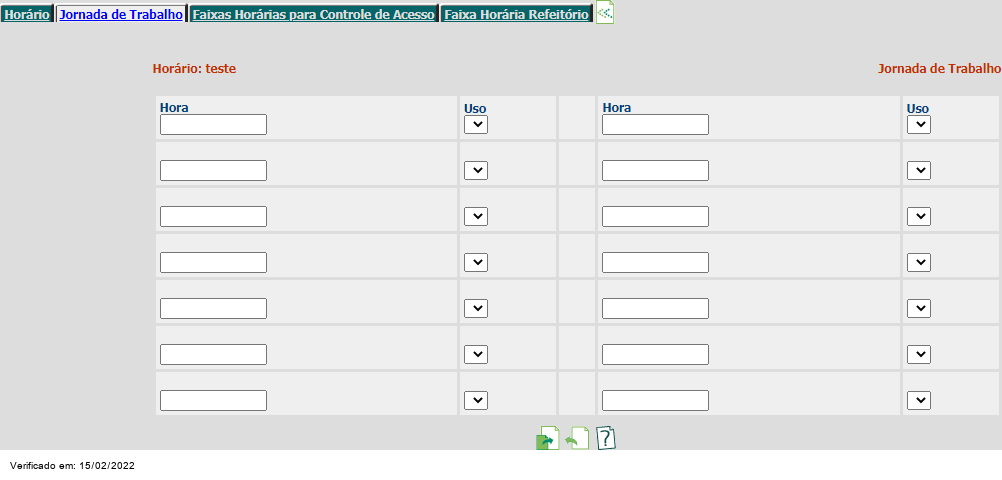 Horário Jornada de Trabalho Faixas Horárias para Controle de Acesso Faixa Horária Refeitório
Horário: teste Jornada de Trabalho
Hora Uso Hora Uso
Verificado em: 15/02/2022